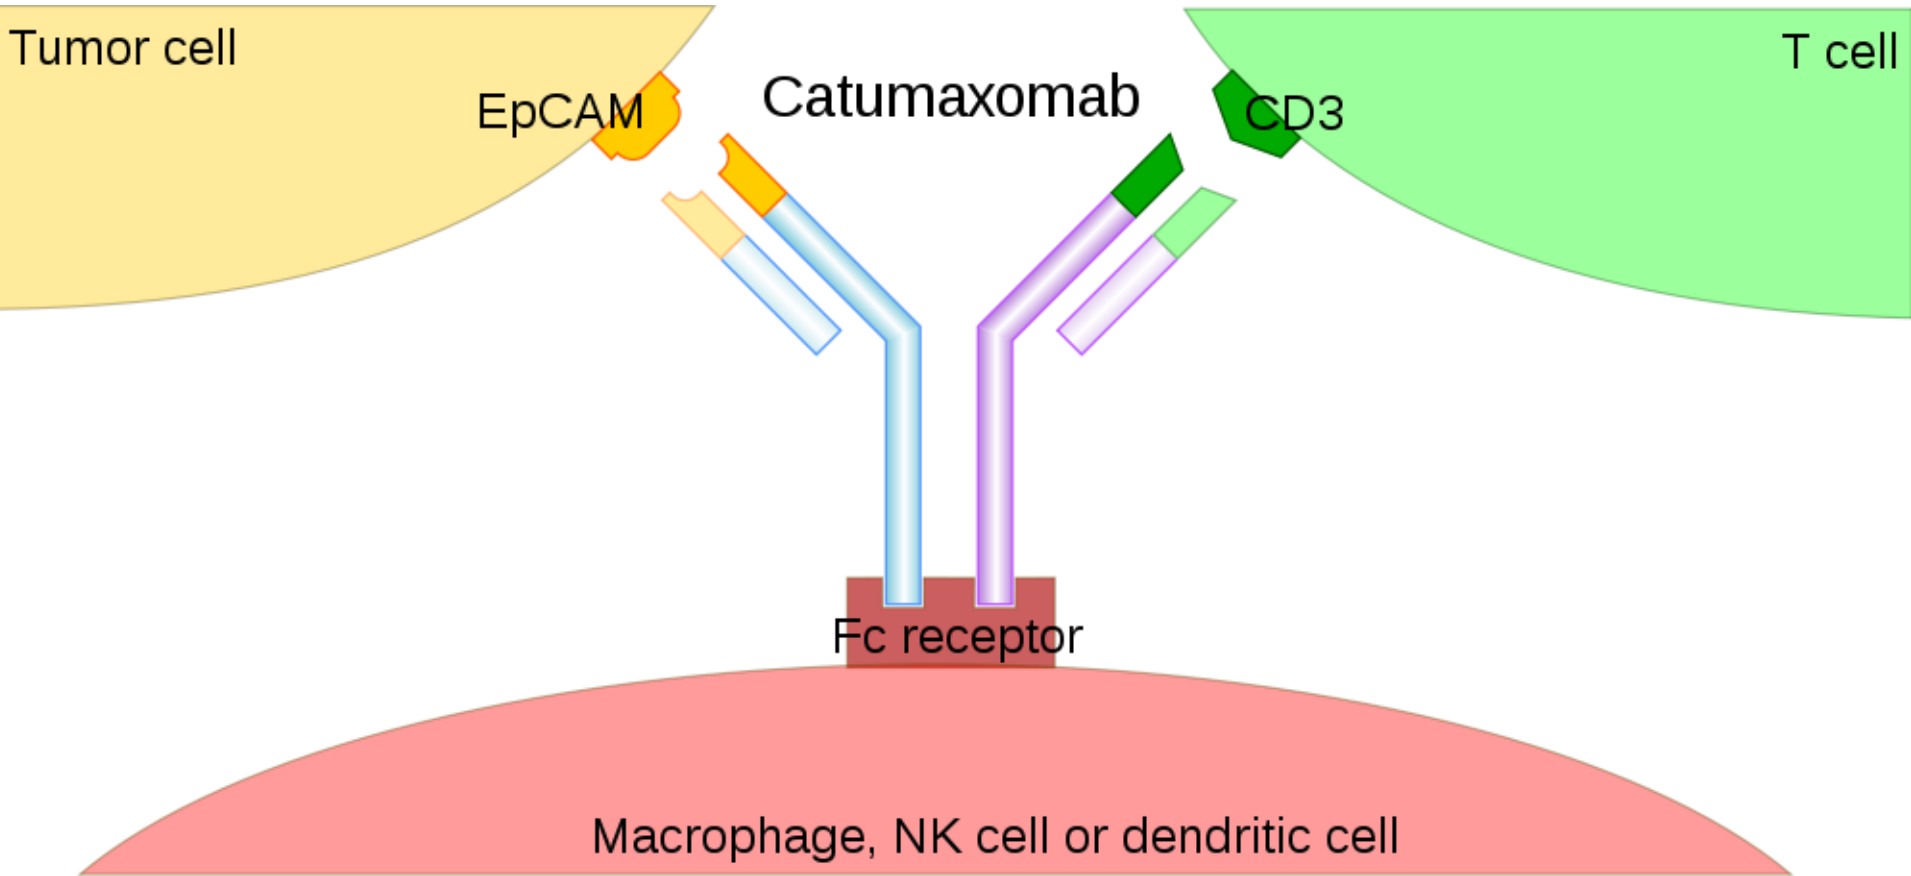 Tumor cell
T cell
Catumaxomab
EpCAM
CD3
Fc receptor
Macrophage, NK cell or dendritic cell